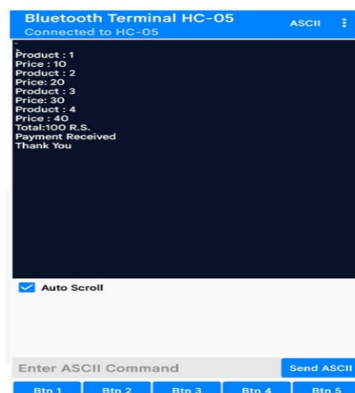 Bluetooth Terminal HC-05
Connected to HC-05
ASCII
Product : 1
Price : 10
Product : 2
Price: 20
Product : 3
Price: 30
Product : 4
Price : 40
Total:100 R.S.
Payment Received
Thank You
Auto Scroll
Enter ASCII Command
Send ASCII
Btn 1
Btn 2
Btn 3
Btn 4
Btn 5